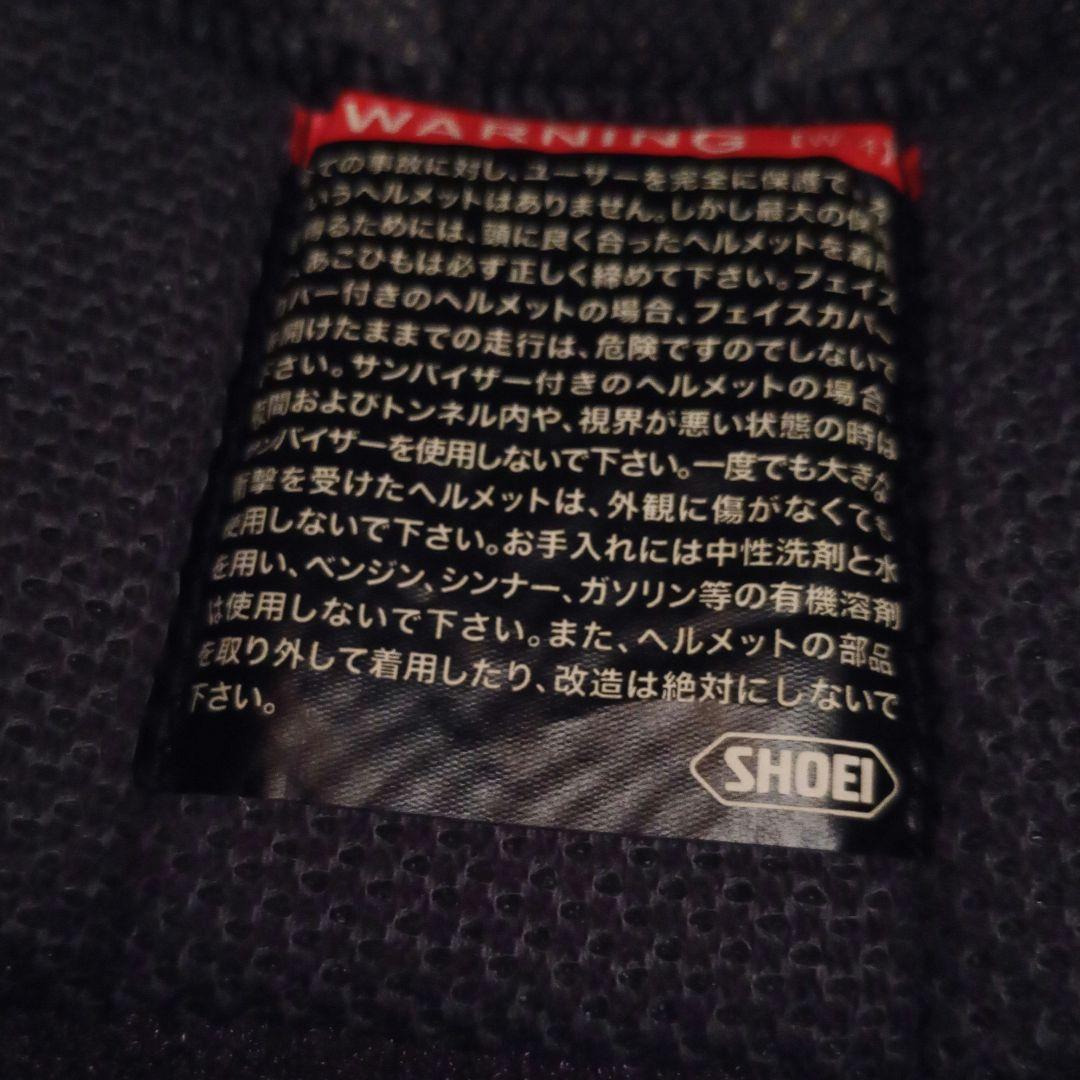 WARNING [W-1]
ての事故に対し、ユーザーを完全に保護で
いうヘルメットはありません。しかし最大の
得るためには、頭に良く合ったヘルメットを着用
、あごひもは必ず正しく締めて下さい。フェイス
カバー付きのヘルメットの場合、フェイスカバー
開けたままでの走行は、危険ですのでしないで
下さい。サンバイザー付きのヘルメットの場合、
夜間およびトンネル内や、視界が悪い状態の時は
サンバイザーを使用しないで下さい。一度でも大きな
衝撃を受けたヘルメットは、外観に傷がなくても
使用しないで下さい。お手入れには中性洗剤と水
を用い、ベンジン、シンナー、ガソリン等の有機溶剤
は使用しないで下さい。また、ヘルメットの部品
を取り外して着用したり、改造は絶対にしないで
下さい。
SHOEI